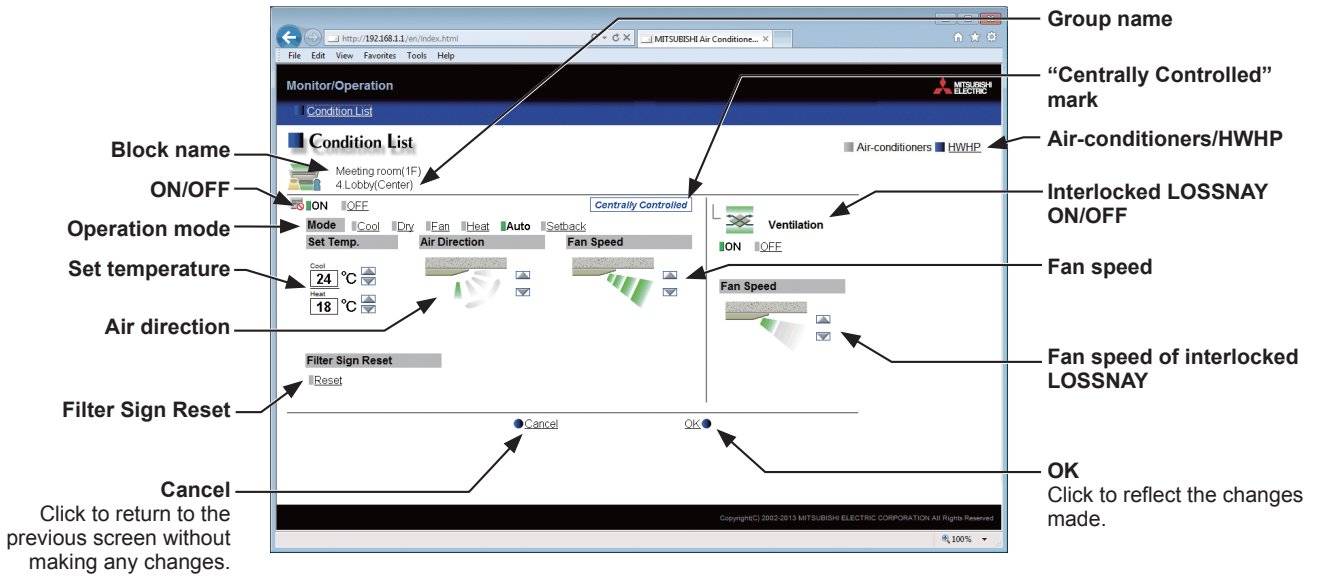 Group name
http://192.168.1.1/en/index.html
MITSUBISHI Air Conditione... ×
File Edit View Favorites Tools Help
Monitor/Operation
MITSUBISHI
ELECTRIC
“Centrally Controlled”
mark
Condition List
Condition List
Air-conditioners HWHP
Air-conditioners/HWHP
Block name
Meeting room(1F)
4.Lobby(Center)
ON/OFF
ON OFF
Centrally Controlled
Interlocked LOSSNAY
ON/OFF
Operation mode
Mode Cool Dry Fan Heat Auto Setback
Ventilation
ON OFF
Set Temp. Air Direction Fan Speed
Set temperature
Cool
24 °C
Heat
18 °C
Fan speed
Fan Speed
Air direction
Fan speed of interlocked
LOSSNAY
Filter Sign Reset
Reset
Filter Sign Reset
Cancel
OK
Cancel
Click to return to the
previous screen without
making any changes.
OK
Click to reflect the changes
made.
Copyright(C) 2002-2013 MITSUBISHI ELECTRIC CORPORATION All Rights Reserved
100%